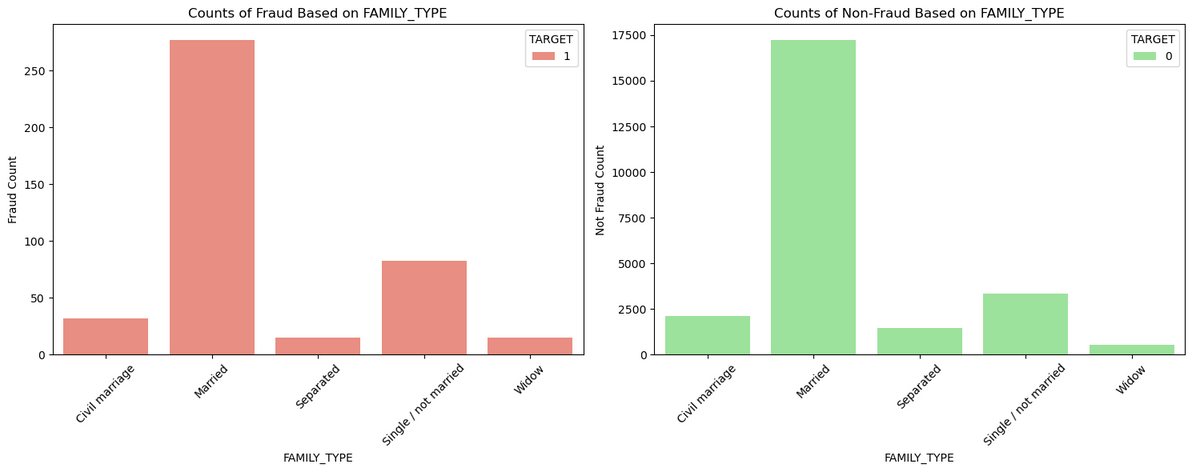 Counts of Fraud Based on FAMILY_TYPE
TARGET
1
Fraud Count
250
200
150
100
50
0
Civil marriage
Married
Separated
Single / not married
Widow
FAMILY_TYPE
Counts of Non-Fraud Based on FAMILY_TYPE
TARGET
0
Not Fraud Count
17500
15000
12500
10000
7500
5000
2500
0
Civil marriage
Married
Separated
Single / not married
Widow
FAMILY_TYPE